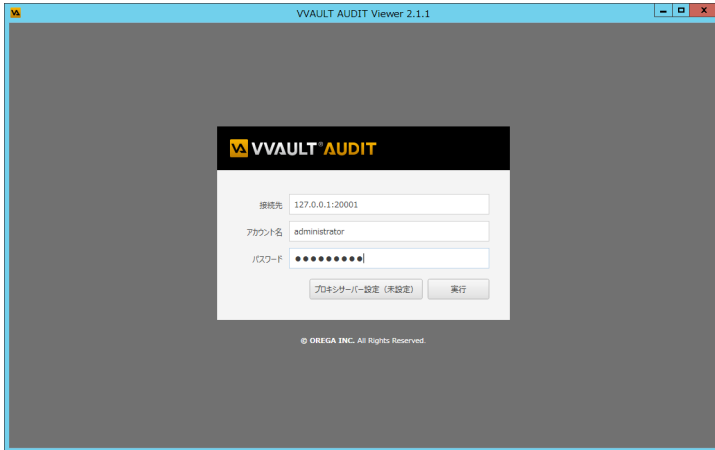 VVAULT AUDIT Viewer 2.1.1
VVAULT® AUDIT
接続先 127.0.0.1:20001
アカウント名 administrator
パスワード ●●●●●●●●●
プロキシサーバー設定（未設定） 実行
© OREGA INC. All Rights Reserved.